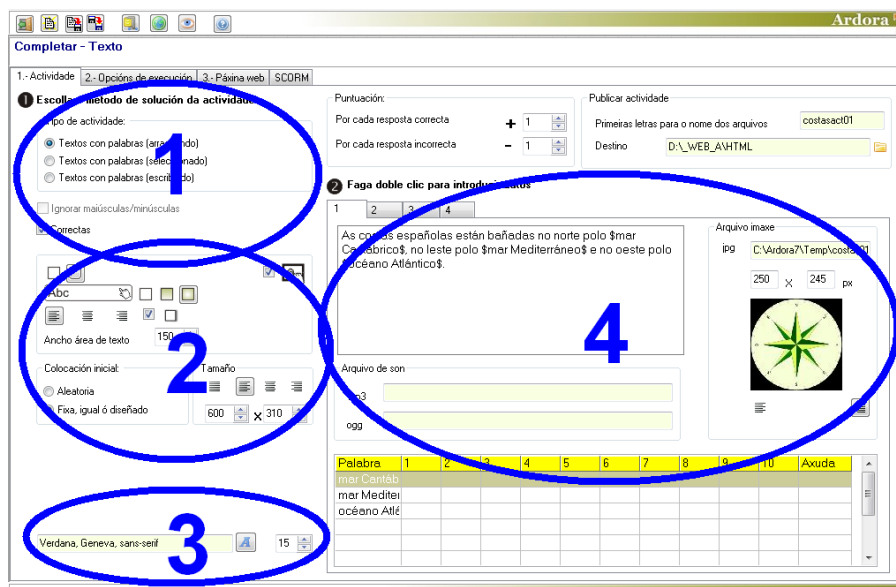 Ardora
Completar - Texto
1.- Actividade 2.- Opcións de execución 3.- Páxina web SCORM
1 Escolla o método de solución da actividade
Tipo de actividade:
Textos con palabras (arrastrando)
Textos con palabras (seleccionado)
Textos con palabras (escribindo)
Ignorar maiúsculas/minúsculas
Correctas
1
Puntuación:
Por cada resposta correcta + 1
Por cada resposta incorrecta - 1
Publicar actividade
Primeiras letras para o nome dos arquivos costasact01
Destino D:\_WEB_A\HTML
2 Faga doble clic para introducir datos
1 2 3 4
As costas españolas están bañadas no norte polo $mar
Cantábrico$, no leste polo $mar Mediterráneo$ e no oeste polo
$océano Atlántico$.
Arquivo imaxe
jpg C:\Ardora7\Temp\costas01
250 X 245 px
4
Abc
Ancho área de texto 150
Colocación inicial:
Aleatoria
Fixa, igual ó diseñado
Tamaño
600 x 310
2
Arquivo de son
mp3
ogg
Palabra 1 2 3 4 5 6 7 8 9 10 Axuda
mar Cantáb
mar Mediter
océano Atlá
Verdana, Geneva, sans-serif A 15
3